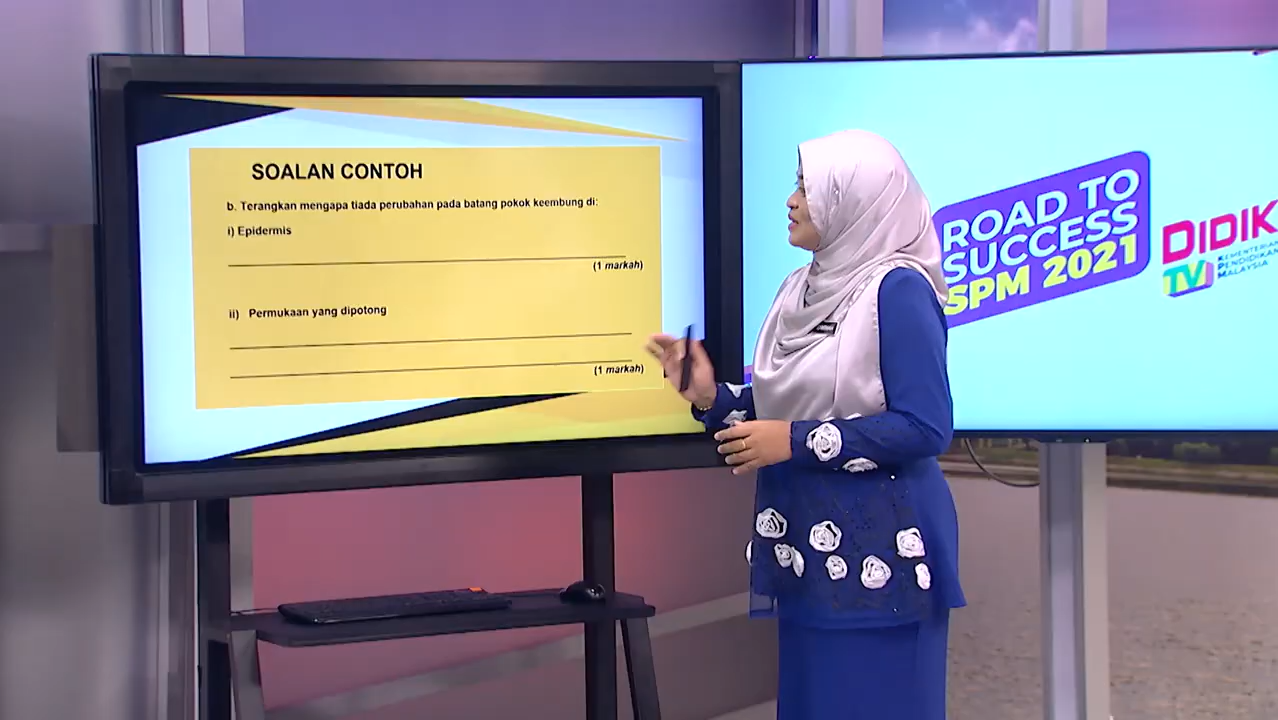 SOALAN CONTOH
b. Terangkan mengapa tiada perubahan pada batang pokok keembung di:
i) Epidermis
(1 markah)
ii) Permukaan yang dipotong
(1 markah)
ROAD TO
SUCCESS
SPM 2021
DIDIK
TV
KEMENTERIAN
PENDIDIKAN
MALAYSIA